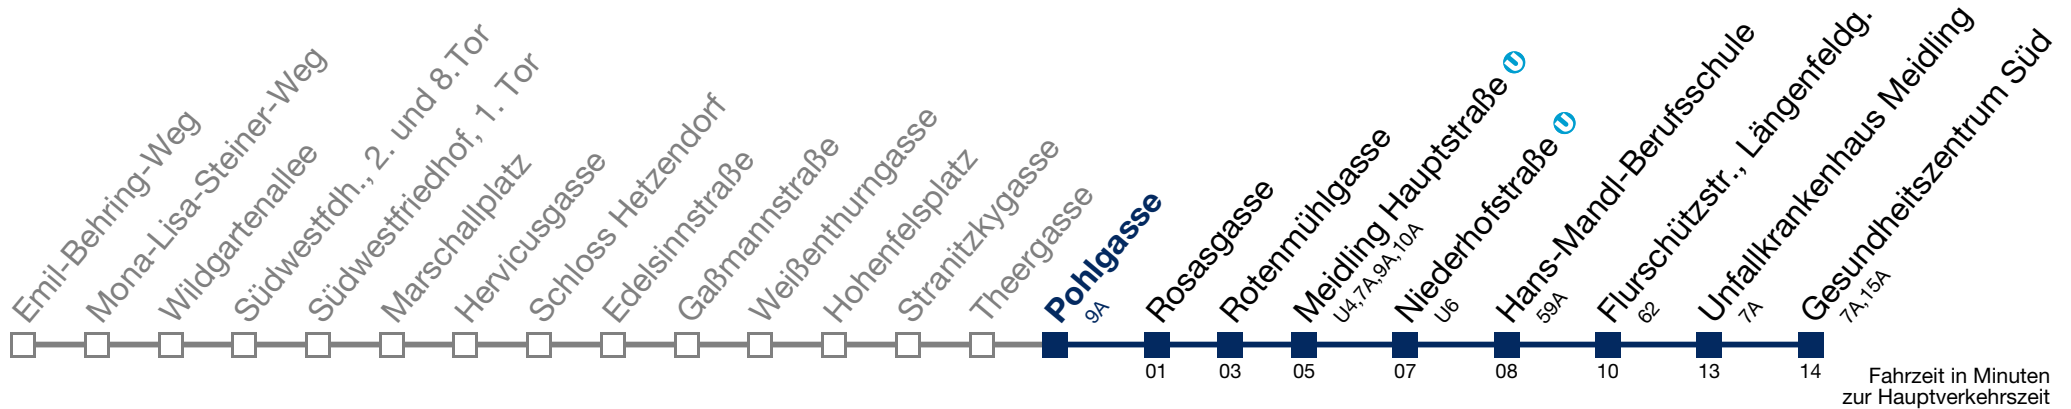 Emil-Behring-Weg
Mona-Lisa-Steiner-Weg
Wildgartenallee
Südwestfdh., 2. und 8.Tor
Südwestfriedhof, 1. Tor
Marschallplatz
Hervicusgasse
Schloss Hetzendorf
Edelsinnstraße
Gaßmannstraße
Weißenthurngasse
Hohenfelsplatz
Stranitzkygasse
Theergasse
Pohlgasse
9A
Rosasgasse
01
Rotenmühlgasse
03
Meidling Hauptstraße U
U4,7A,9A,10A
05
Niederhofstraße U
U6
07
Hans-Mandl-Berufsschule
59A
08
Flurschützstr., Längenfeldg.
62
10
Unfallkrankenhaus Meidling
7A
13
Gesundheitszentrum Süd
7A,15A
14
Fahrzeit in Minuten
zur Hauptverkehrszeit